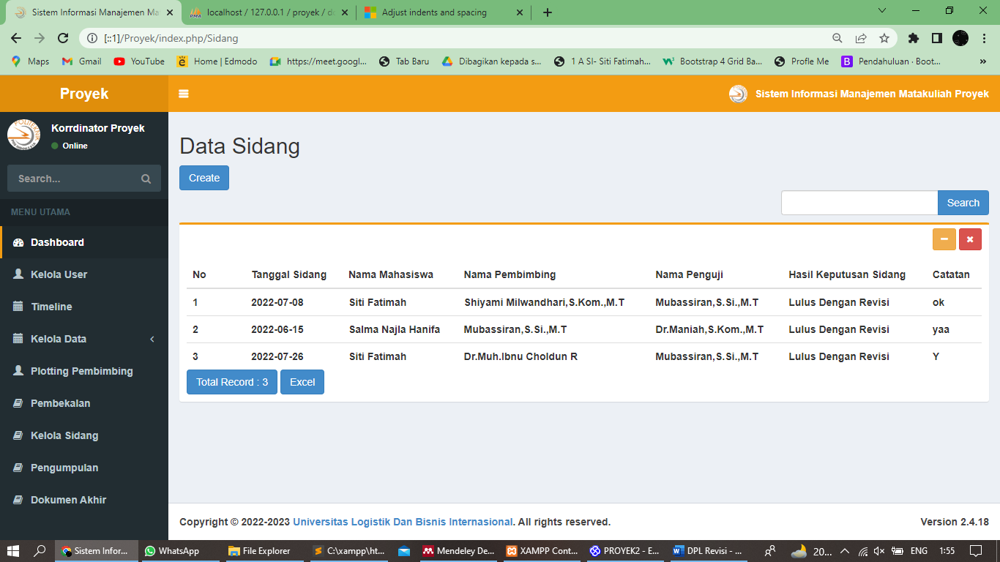 Sistem Informasi Manajemen Ma
localhost / 127.0.0.1 / proyek / d
Adjust indents and spacing
[::1]/Proyek/index.php/Sidang
Maps
Gmail
YouTube
Home | Edmodo
https://meet.googl...
Tab Baru
Dibagikan kepada s...
1 A SI- Siti Fatimah...
Bootstrap 4 Grid Ba...
Profle Me
Pendahuluan · Boot...
»
Proyek
Sistem Informasi Manajemen Matakuliah Proyek
Korrdinator Proyek
Online
Search...
MENU UTAMA
Dashboard
Kelola User
Timeline
Kelola Data
Plotting Pembimbing
Pembekalan
Kelola Sidang
Pengumpulan
Dokumen Akhir
Data Sidang
Create
Search
No Tanggal Sidang Nama Mahasiswa Nama Pembimbing Nama Penguji Hasil Keputusan Sidang Catatan
1 2022-07-08 Siti Fatimah Shiyami Milwandhari,S.Kom.,M.T Mubassiran,S.Si.,M.T Lulus Dengan Revisi ok
2 2022-06-15 Salma Najla Hanifa Mubassiran,S.Si.,M.T Dr.Maniah,S.Kom.,M.T Lulus Dengan Revisi yaa
3 2022-07-26 Siti Fatimah Dr.Muh.Ibnu Choldun R Mubassiran,S.Si.,M.T Lulus Dengan Revisi Y
Total Record : 3 Excel
Copyright © 2022-2023 Universitas Logistik Dan Bisnis Internasional. All rights reserved. Version 2.4.18
Sistem Infor...
WhatsApp
File Explorer
C:\xampp\ht...
Mendeley De...
XAMPP Cont...
PROYEK2 - E...
DPL Revisi - ...
20...
ENG
1:55